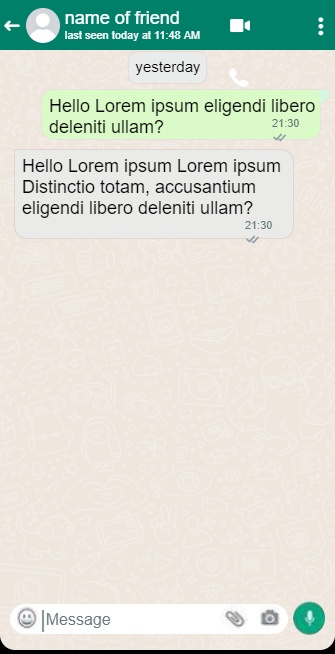 name of friend
last seen today at 11:48 AM
yesterday
Hello Lorem ipsum eligendi libero
deleniti ullam?
21:30
Hello Lorem ipsum Lorem ipsum
Distinctio totam, accusantium
eligendi libero deleniti ullam?
21:30
Message